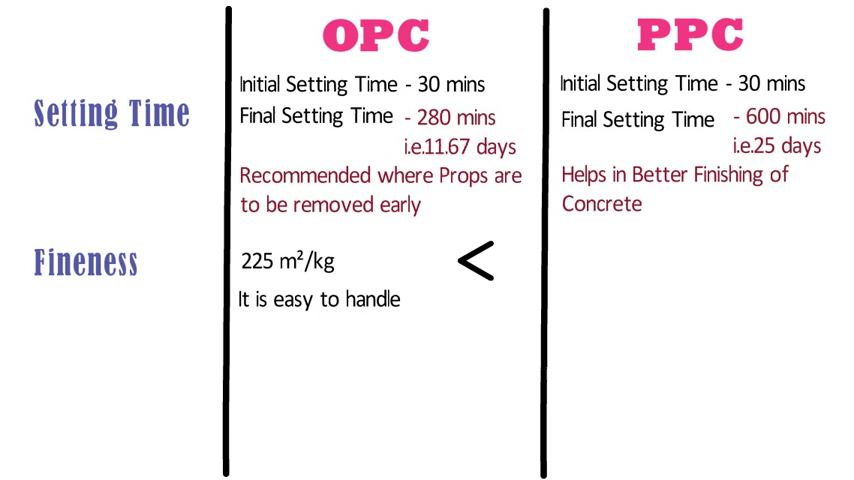 OPC
PPC
Setting Time
Initial Setting Time - 30 mins
Final Setting Time - 280 mins
i.e.11.67 days
Recommended where Props are
to be removed early
Initial Setting Time - 30 mins
Final Setting Time - 600 mins
i.e.25 days
Helps in Better Finishing of
Concrete
Fineness
225 m²/kg
<
It is easy to handle